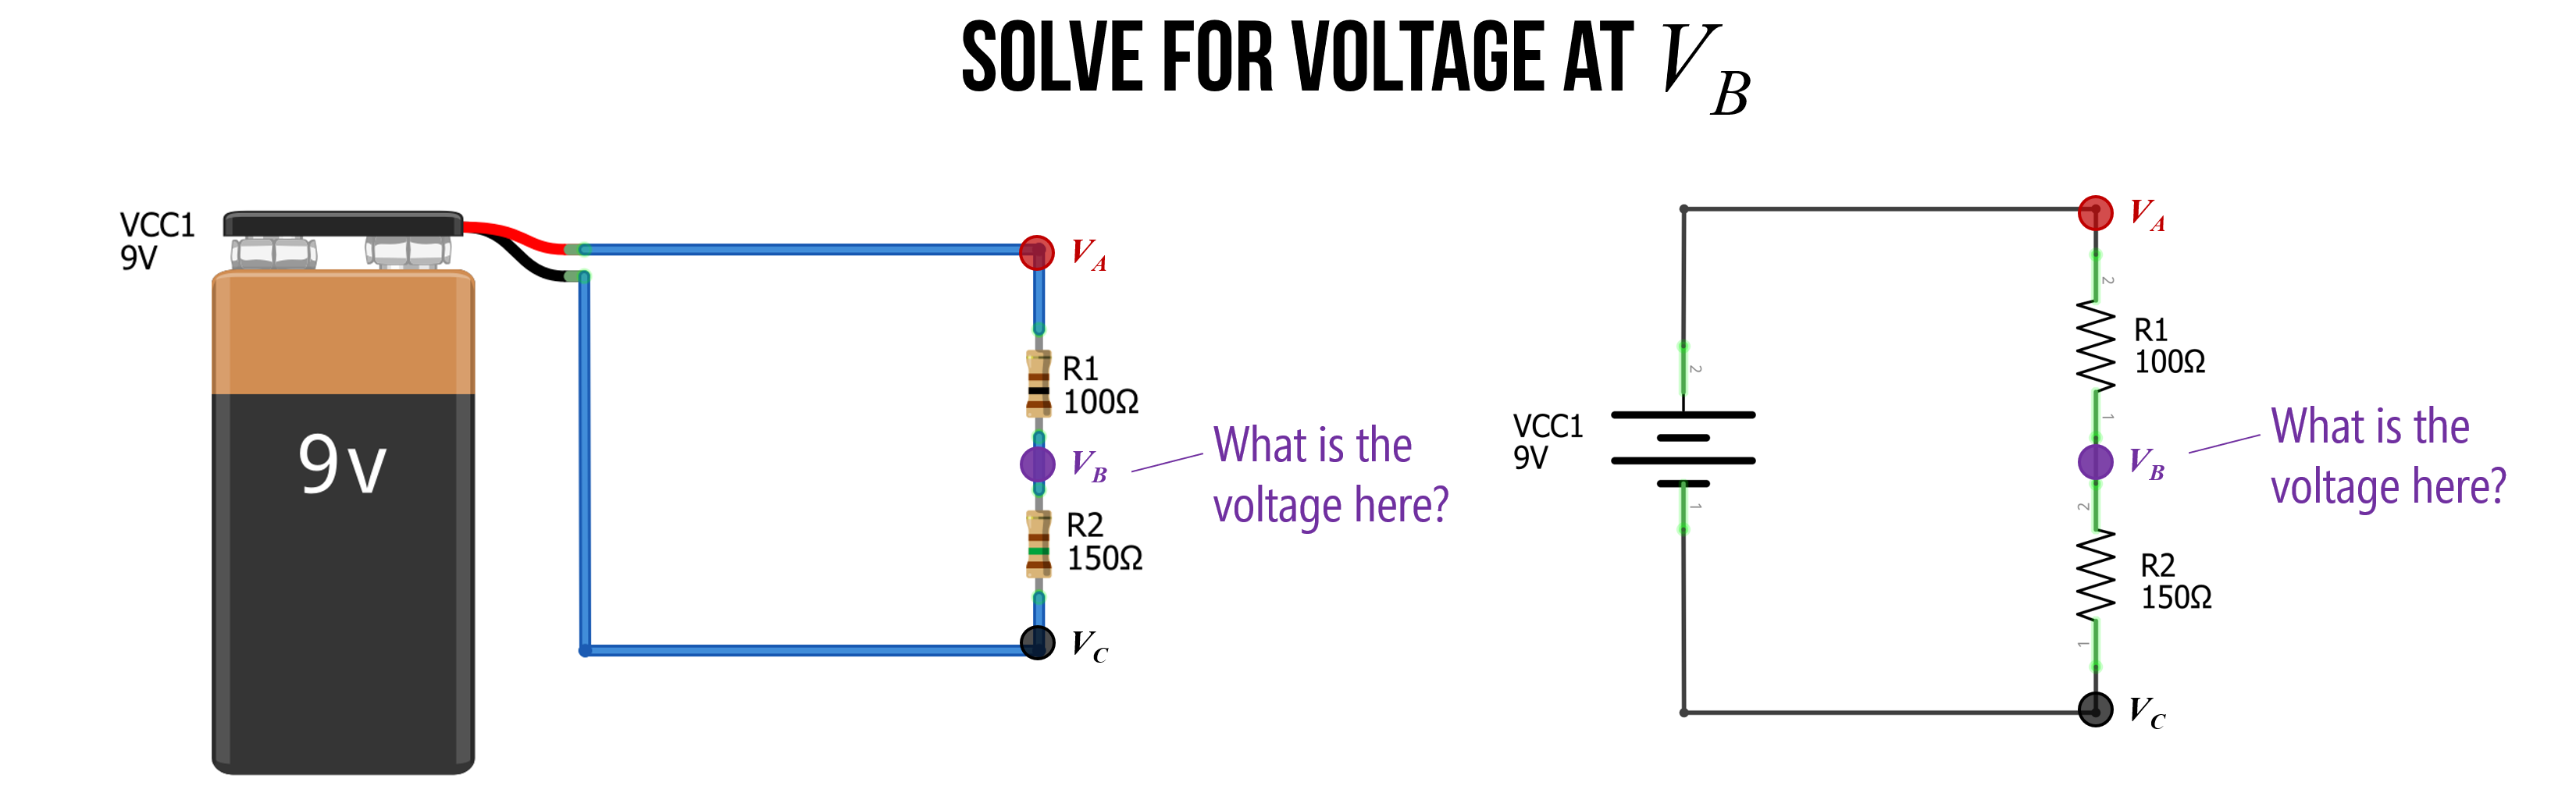 SOLVE FOR VOLTAGE AT V_B
VCC1
9V
9v
V_A
R1
100Ω
V_B
What is the
voltage here?
R2
150Ω
V_C
VCC1
9V
2
1
V_A
2
R1
100Ω
1
V_B
What is the
voltage here?
2
R2
150Ω
1
V_C